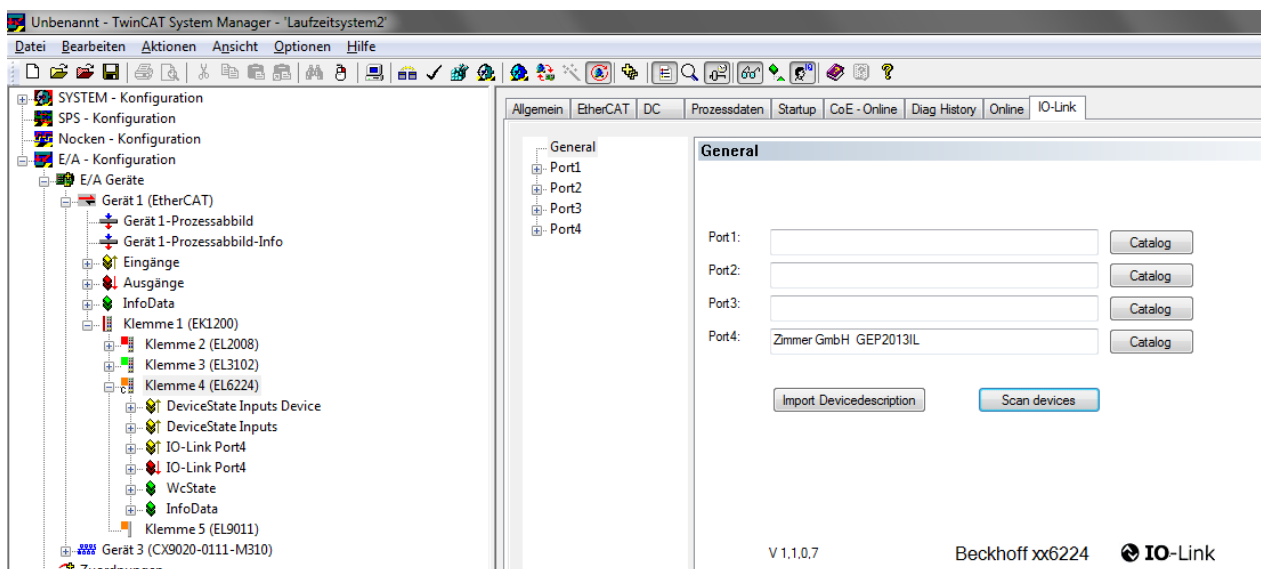 Unbenannt - TwinCAT System Manager - 'Laufzeitsystem2'
Datei Bearbeiten Aktionen Ansicht Optionen Hilfe
SYSTEM - Konfiguration
SPS - Konfiguration
Nocken - Konfiguration
E/A - Konfiguration
E/A Geräte
Gerät 1 (EtherCAT)
Gerät 1-Prozessabbild
Gerät 1-Prozessabbild-Info
Eingänge
Ausgänge
InfoData
Klemme 1 (EK1200)
Klemme 2 (EL2008)
Klemme 3 (EL3102)
Klemme 4 (EL6224)
DeviceState Inputs Device
DeviceState Inputs
IO-Link Port4
IO-Link Port4
WcState
InfoData
Klemme 5 (EL9011)
Gerät 3 (CX9020-0111-M310)
Zuordnungen
Allgemein EtherCAT DC Prozessdaten Startup CoE - Online Diag History Online IO-Link
General
Port1
Port2
Port3
Port4
General
Port1: Catalog
Port2: Catalog
Port3: Catalog
Port4: Zimmer GmbH GEP2013IL Catalog
Import Devicedescription Scan devices
V 1.1.0.7 Beckhoff xx6224 IO-Link